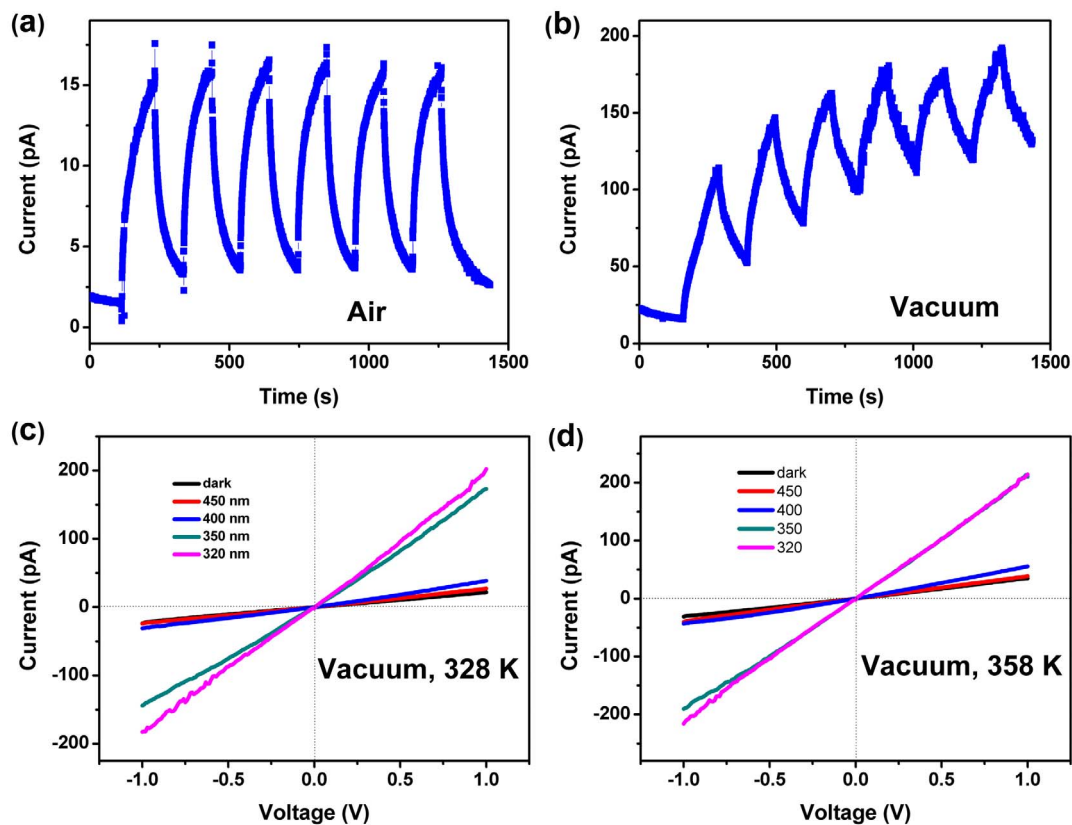 (a)
Current (pA)
15
10
5
0
Air
0
500
1000
1500
Time (s)
(b)
Current (pA)
200
150
100
50
0
Vacuum
0
500
1000
1500
Time (s)
(c)
Current (pA)
200
100
0
-100
-200
dark
450 nm
400 nm
350 nm
320 nm
Vacuum, 328 K
-1.0
-0.5
0.0
0.5
1.0
Voltage (V)
(d)
Current (pA)
200
100
0
-100
-200
dark
450
400
350
320
Vacuum, 358 K
-1.0
-0.5
0.0
0.5
1.0
Voltage (V)